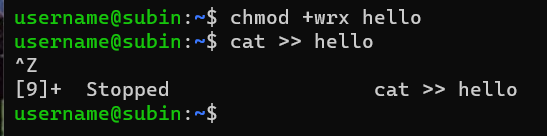 username@subin:~$ chmod +wrx hello
username@subin:~$ cat >> hello
^Z
[9]+  Stopped                 cat >> hello
username@subin:~$